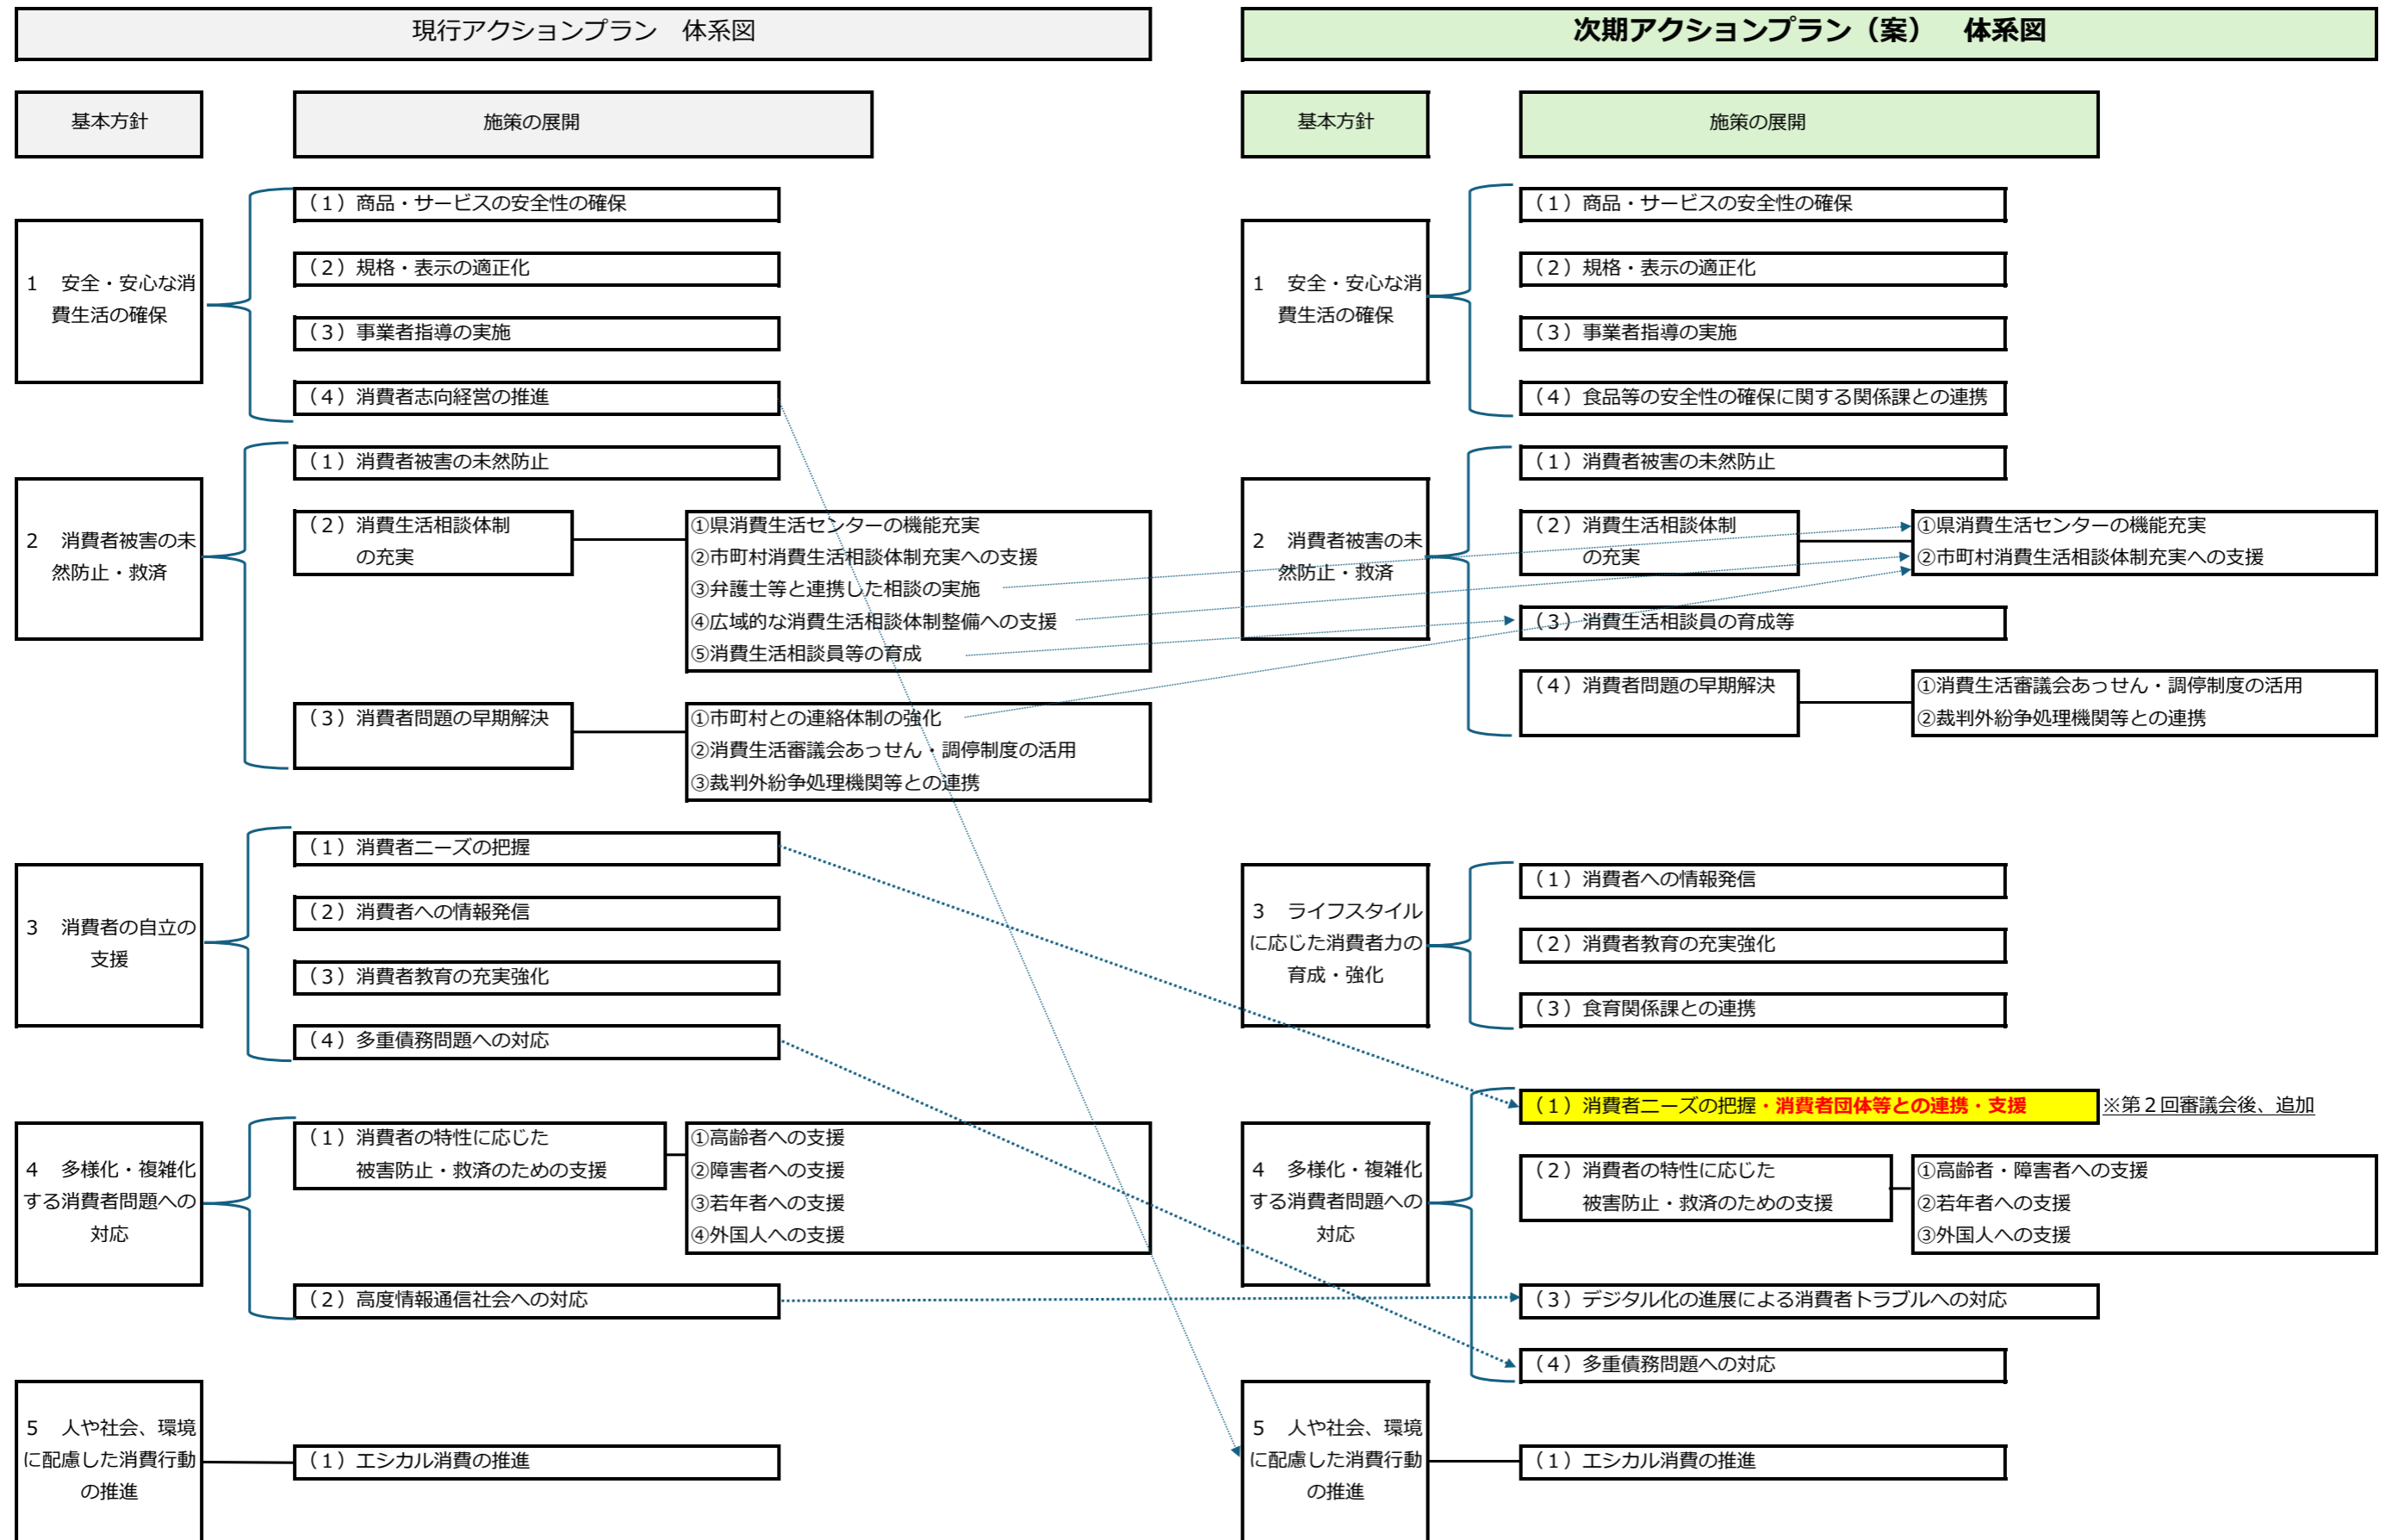 現行アクションプラン　体系図
基本方針
施策の展開
1　安全・安心な消
費生活の確保
（1）商品・サービスの安全性の確保
（2）規格・表示の適正化
（3）事業者指導の実施
（4）消費者志向経営の推進
2　消費者被害の未
然防止・救済
（1）消費者被害の未然防止
（2）消費生活相談体制
の充実
①県消費生活センターの機能充実
②市町村消費生活相談体制充実への支援
③弁護士等と連携した相談の実施
④広域的な消費生活相談体制整備への支援
⑤消費生活相談員等の育成
（3）消費者問題の早期解決
①市町村との連絡体制の強化
②消費生活審議会あっせん・調停制度の活用
③裁判外紛争処理機関等との連携
3　消費者の自立の
支援
（1）消費者ニーズの把握
（2）消費者への情報発信
（3）消費者教育の充実強化
（4）多重債務問題への対応
4　多様化・複雑化
する消費者問題への
対応
（1）消費者の特性に応じた
被害防止・救済のための支援
①高齢者への支援
②障害者への支援
③若年者への支援
④外国人への支援
（2）高度情報通信社会への対応
5　人や社会、環境
に配慮した消費行動
の推進
（1）エシカル消費の推進
次期アクションプラン（案）　体系図
基本方針
施策の展開
1　安全・安心な消
費生活の確保
（1）商品・サービスの安全性の確保
（2）規格・表示の適正化
（3）事業者指導の実施
（4）食品等の安全性の確保に関する関係課との連携
2　消費者被害の未
然防止・救済
（1）消費者被害の未然防止
（2）消費生活相談体制
の充実
①県消費生活センターの機能充実
②市町村消費生活相談体制充実への支援
（3）消費生活相談員の育成等
（4）消費者問題の早期解決
①消費生活審議会あっせん・調停制度の活用
②裁判外紛争処理機関等との連携
3　ライフスタイル
に応じた消費者力の
育成・強化
（1）消費者への情報発信
（2）消費者教育の充実強化
（3）食育関係課との連携
4　多様化・複雑化
する消費者問題への
対応
（1）消費者ニーズの把握・消費者団体等との連携・支援
※第2回審議会後、追加
（2）消費者の特性に応じた
被害防止・救済のための支援
①高齢者・障害者への支援
②若年者への支援
③外国人への支援
（3）デジタル化の進展による消費者トラブルへの対応
（4）多重債務問題への対応
5　人や社会、環境
に配慮した消費行動
の推進
（1）エシカル消費の推進